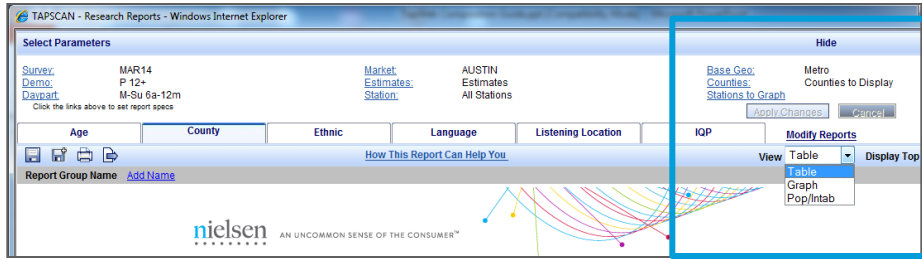 TAPSCAN - Research Reports - Windows Internet Explorer
Select Parameters Hide
Survey: MAR14 Market: AUSTIN Base Geo: Metro
Demo: P 12+ Estimates: Estimates Counties: Counties to Display
Daypart: M-Su 6a-12m Station: All Stations Stations to Graph
Click the links above to set report specs
Apply Changes Cancel
Age County Ethnic Language Listening Location IQP Modify Reports
How This Report Can Help You View Table Display Top
Report Group Name Add Name Table
Graph
Pop/Intab
nielsen AN UNCOMMON SENSE OF THE CONSUMER™